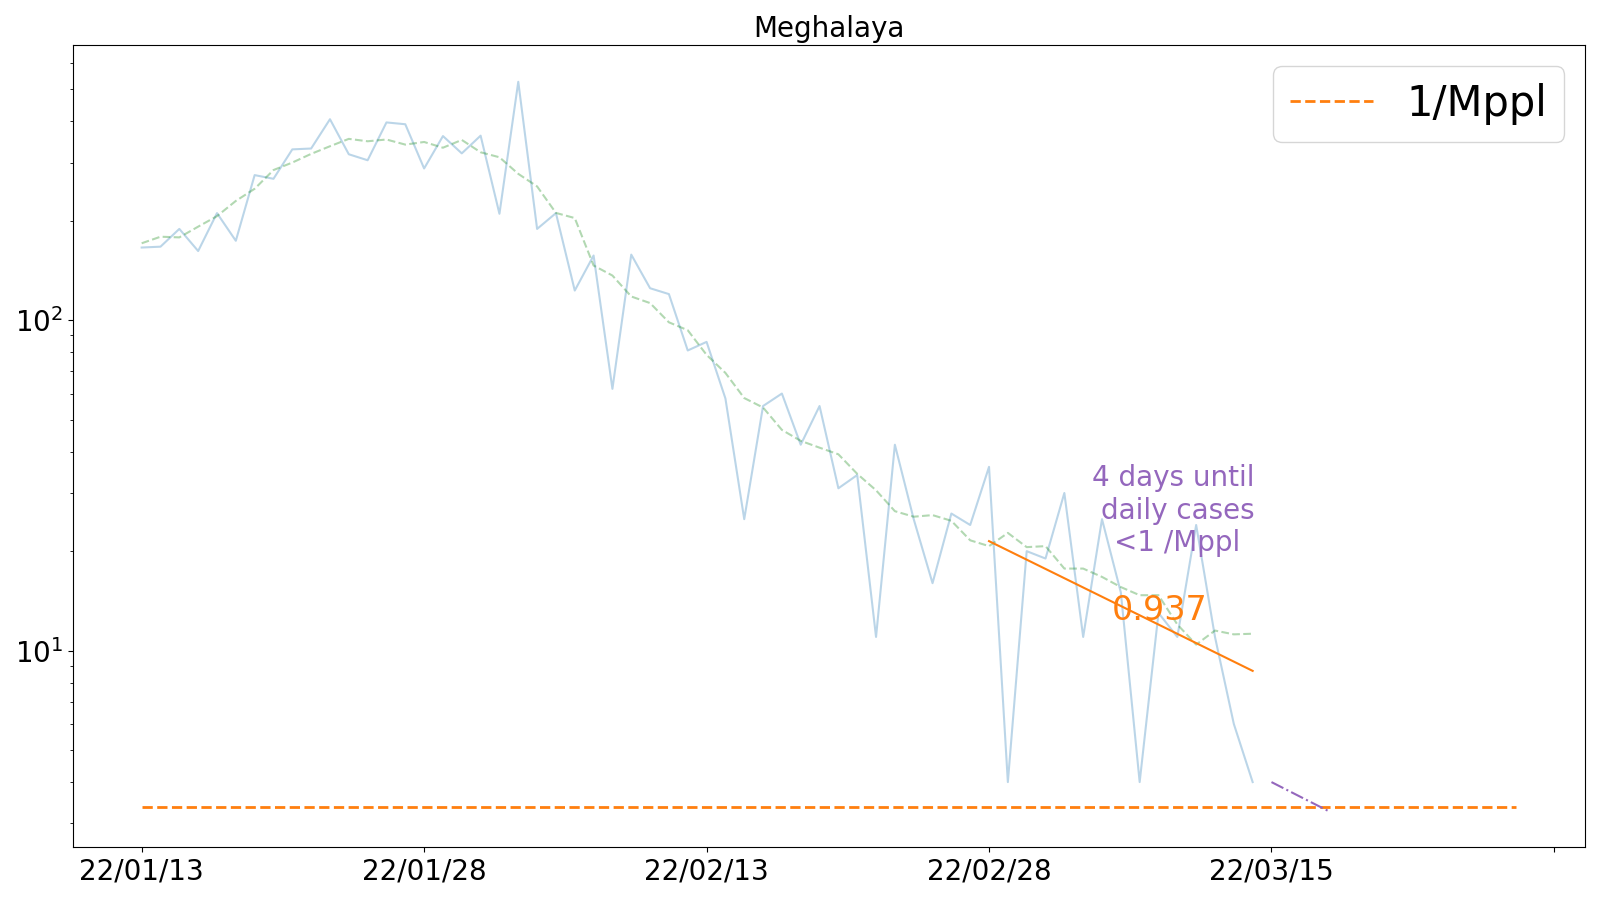 Meghalaya
1/Mppl
10²
4 days until
daily cases
<1 /Mppl
0.937
10¹
22/01/13 22/01/28 22/02/13 22/02/28 22/03/15